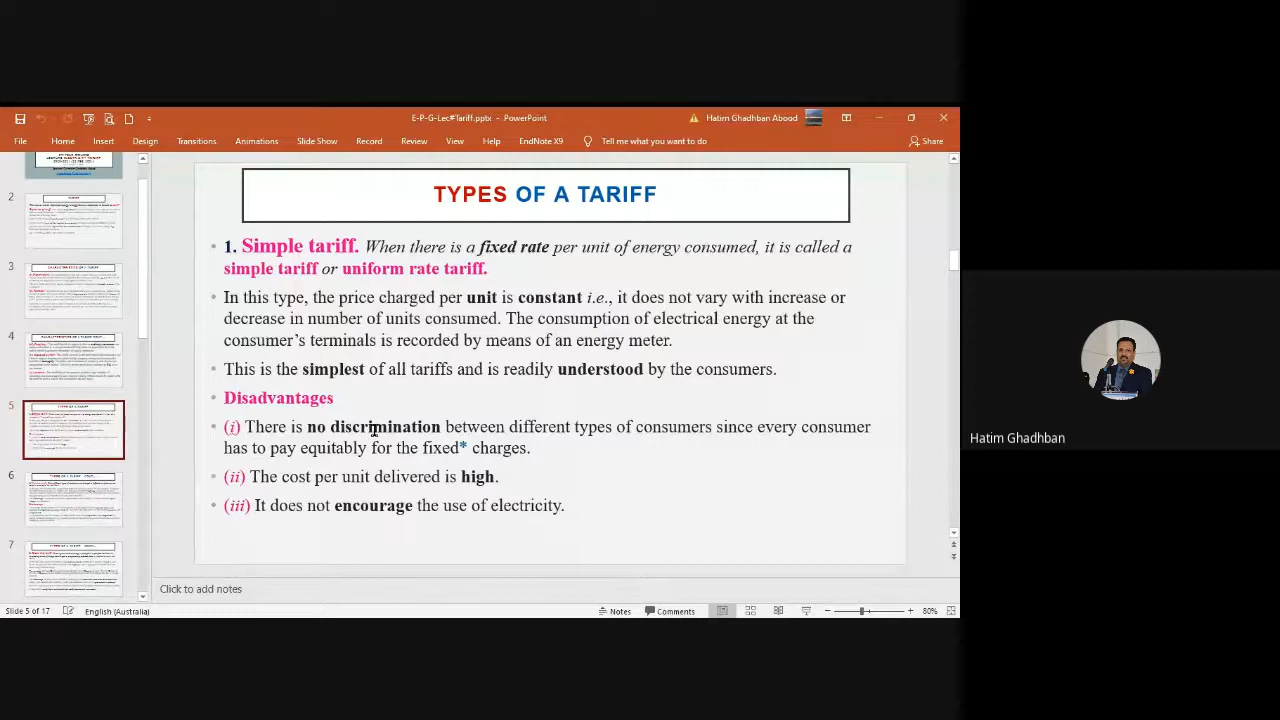 E-P-G-Lec#Tariff.pptx - PowerPoint
Hatim Ghadhban Abood
File Home Insert Design Transitions Animations Slide Show Record Review View Help EndNote X9 Tell me what you want to do Share
2
3
4
5
6
7
TYPES OF A TARIFF
1. Simple tariff. When there is a fixed rate per unit of energy consumed, it is called a
simple tariff or uniform rate tariff.
In this type, the price charged per unit is constant i.e., it does not vary with increase or
decrease in number of units consumed. The consumption of electrical energy at the
consumer's terminals is recorded by means of an energy meter.
This is the simplest of all tariffs and is readily understood by the consumers.
Disadvantages
(i) There is no discrimination between different types of consumers since every consumer
has to pay equitably for the fixed* charges.
(ii) The cost per unit delivered is high.
(iii) It does not encourage the use of electricity.
Click to add notes
Slide 5 of 17 English (Australia) Notes Comments 80%
Hatim Ghadhban